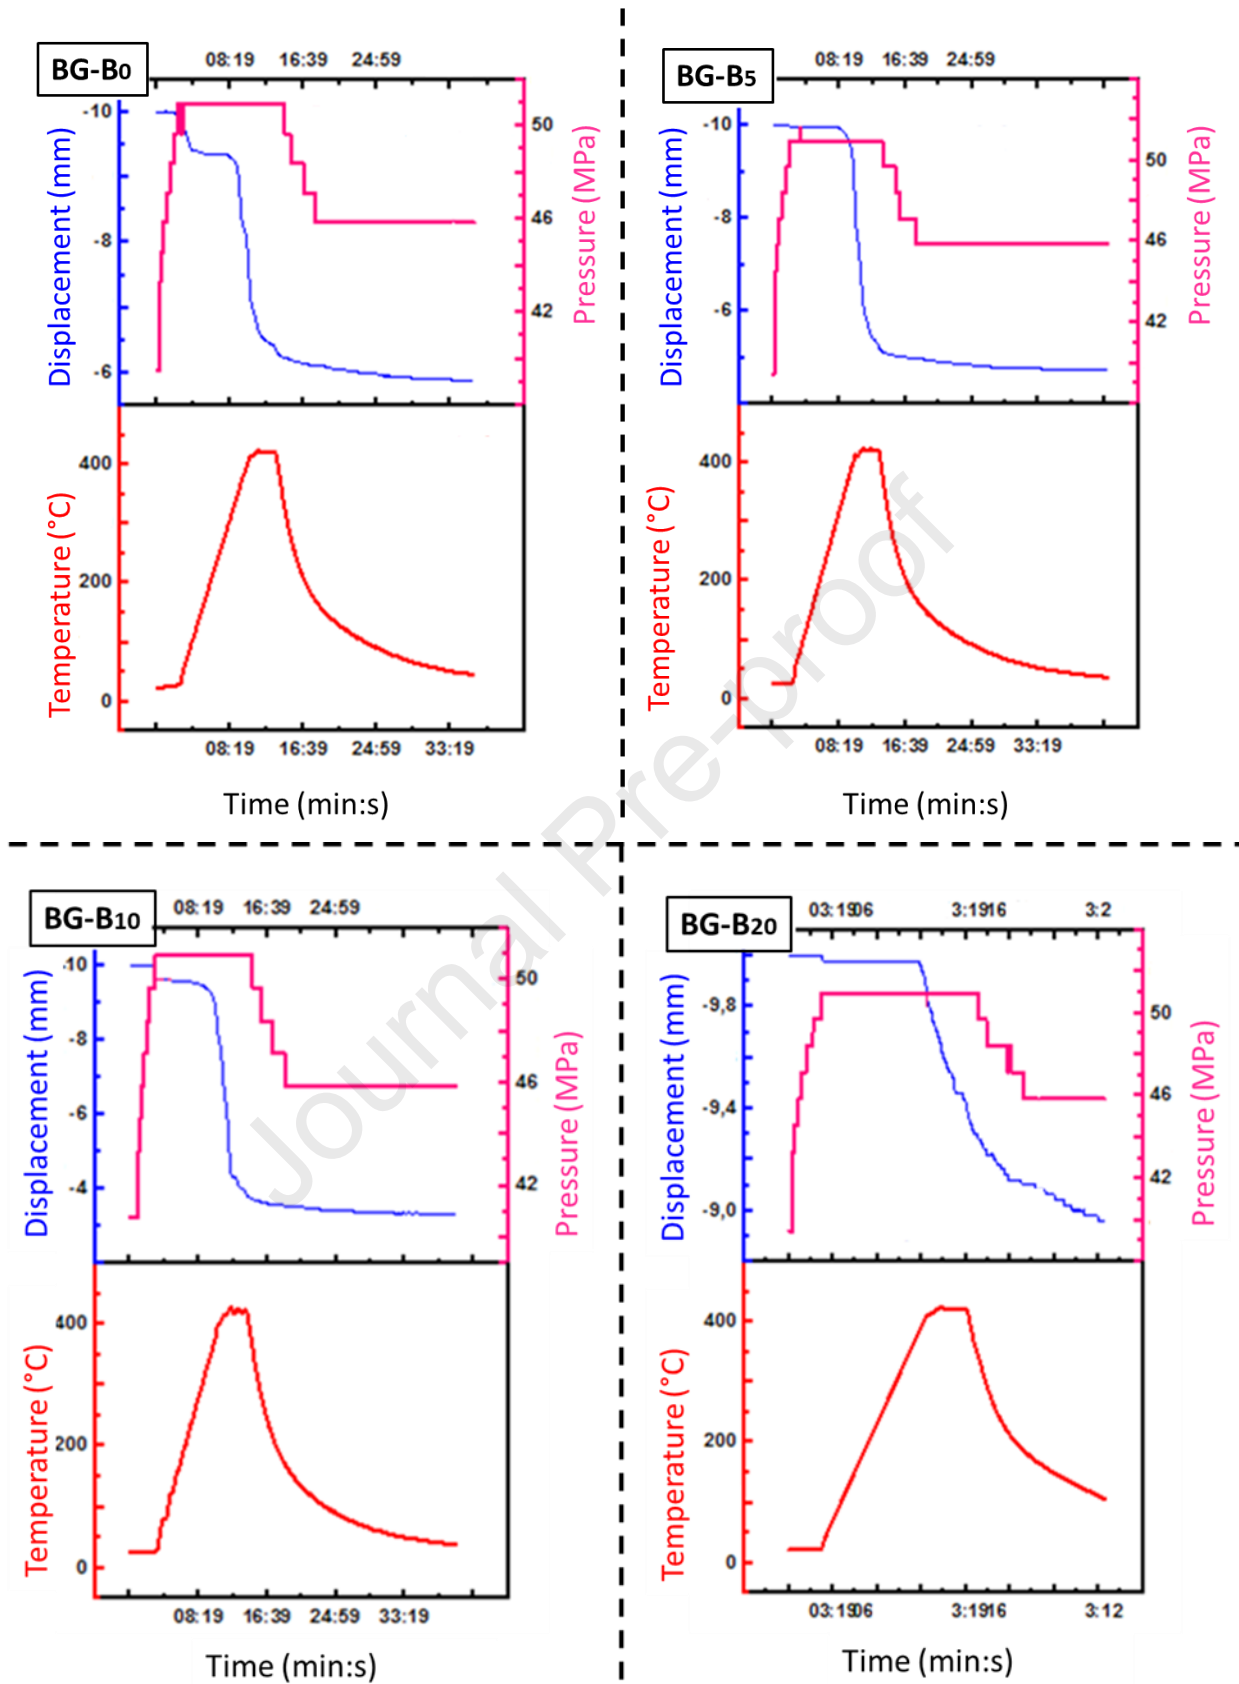 BG-B0
08:19 16:39 24:59
-10
-8
-6
Displacement (mm)
50
46
42
Pressure (MPa)
400
200
0
Temperature (°C)
08:19 16:39 24:59 33:19
Time (min:s)
BG-B5
08:19 16:39 24:59
-10
-8
-6
Displacement (mm)
50
46
42
Pressure (MPa)
400
200
0
Temperature (°C)
08:19 16:39 24:59 33:19
Time (min:s)
BG-B10
08:19 16:39 24:59
10
-8
-6
-4
Displacement (mm)
50
46
42
Pressure (MPa)
400
200
0
Temperature (°C)
08:19 16:39 24:59 33:19
Time (min:s)
BG-B20
3:2
-9,8
-9,4
-9,0
Displacement (mm)
50
46
42
Pressure (MPa)
400
200
0
Temperature (°C)
3:12
Time (min:s)
Journal Pre-proof